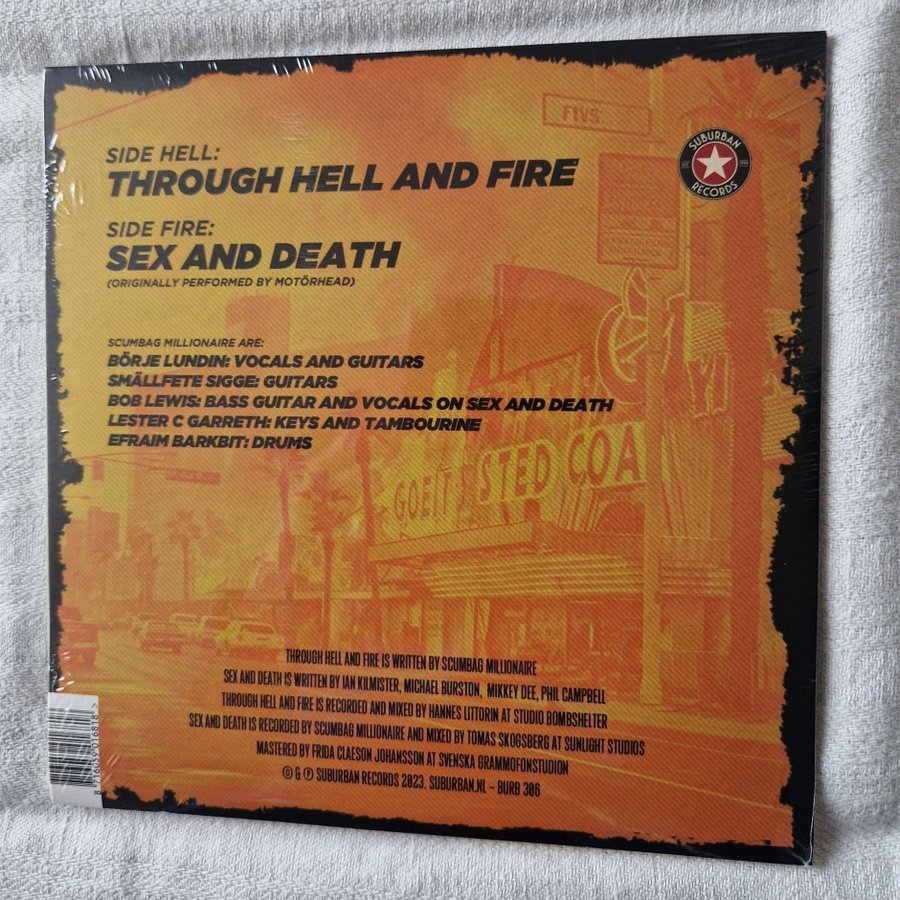 SIDE HELL:
THROUGH HELL AND FIRE
SIDE FIRE:
SEX AND DEATH
(ORIGINALLY PERFORMED BY MOTÖRHEAD)
SUBURBAN
RECORDS
F1VS
SCUMBAG MILLIONAIRE ARE:
BÖRJE LUNDIN: VOCALS AND GUITARS
SMÄLLFETE SIGGE: GUITARS
BOB LEWIS: BASS GUITAR AND VOCALS ON SEX AND DEATH
LESTER C GARRETH: KEYS AND TAMBOURINE
EFRAIM BARKBIT: DRUMS
GOEIT STED COA
THROUGH HELL AND FIRE IS WRITTEN BY SCUMBAG MILLIONAIRE
SEX AND DEATH IS WRITTEN BY IAN KILMISTER, MICHAEL BURSTON, MIKKEY DEE, PHIL CAMPBELL
THROUGH HELL AND FIRE IS RECORDED AND MIXED BY HANNES LITTORIN AT STUDIO BOMBSHELTER
SEX AND DEATH IS RECORDED BY SCUMBAG MILLIONAIRE AND MIXED BY TOMAS SKOGSBERG AT SUNLIGHT STUDIOS
MASTERED BY FRIDA CLAESON JOHANSSON AT SVENSKA GRAMMOFONSTUDION
© & ℗ SUBURBAN RECORDS 2023. SUBURBAN.NL - BURB 306